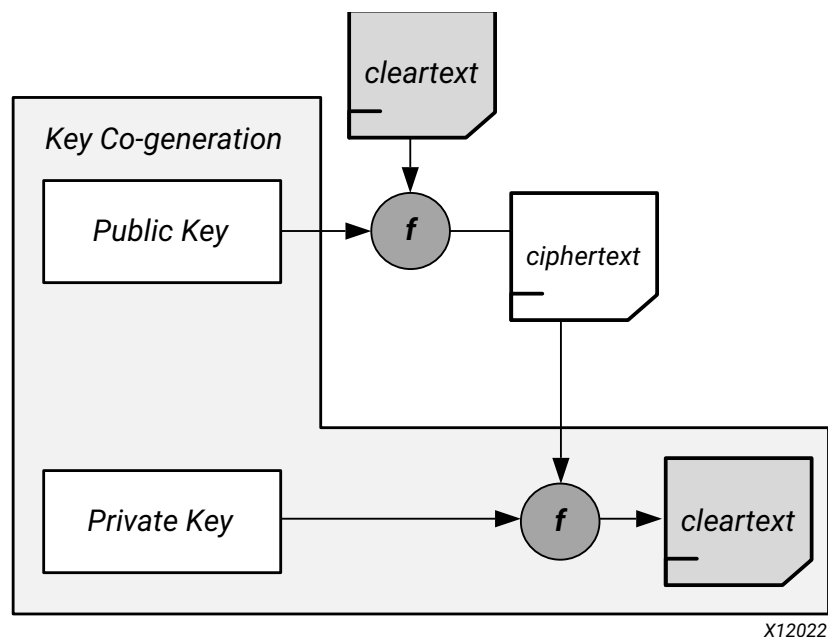 cleartext
Key Co-generation
Public Key
f
ciphertext
Private Key
f
cleartext
X12022